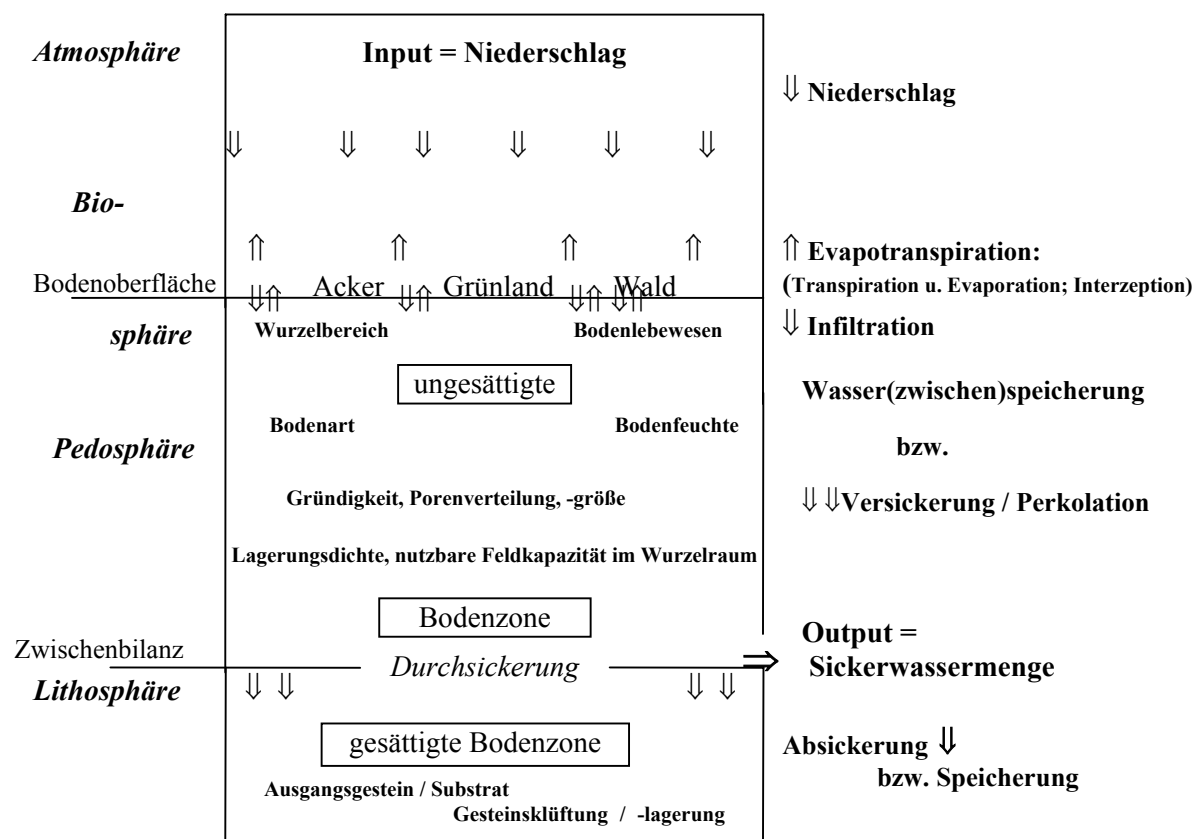 Atmosphäre
Input = Niederschlag
⇓ Niederschlag
⇓ ⇓ ⇓ ⇓ ⇓ ⇓
Bio-
⇑ ⇑ ⇑ ⇑
⇑ Evapotranspiration:
(Transpiration u. Evaporation; Interzeption)
Bodenoberfläche
⇓⇑ Acker ⇓⇑ Grünland ⇓⇑ Wald ⇓⇑
sphäre
Wurzelbereich Bodenlebewesen
⇓ Infiltration
ungesättigte
Wasser(zwischen)speicherung
Bodenart Bodenfeuchte
bzw.
Pedosphäre
Gründigkeit, Porenverteilung, -größe
⇓ ⇓Versickerung / Perkolation
Lagerungsdichte, nutzbare Feldkapazität im Wurzelraum
Bodenzone
Zwischenbilanz
Durchsickerung
⇒ Output =
Sickerwassermenge
Lithosphäre
⇓ ⇓ ⇓ ⇓
gesättigte Bodenzone
Absickerung ⇓
bzw. Speicherung
Ausgangsgestein / Substrat
Gesteinsklüftung / -lagerung